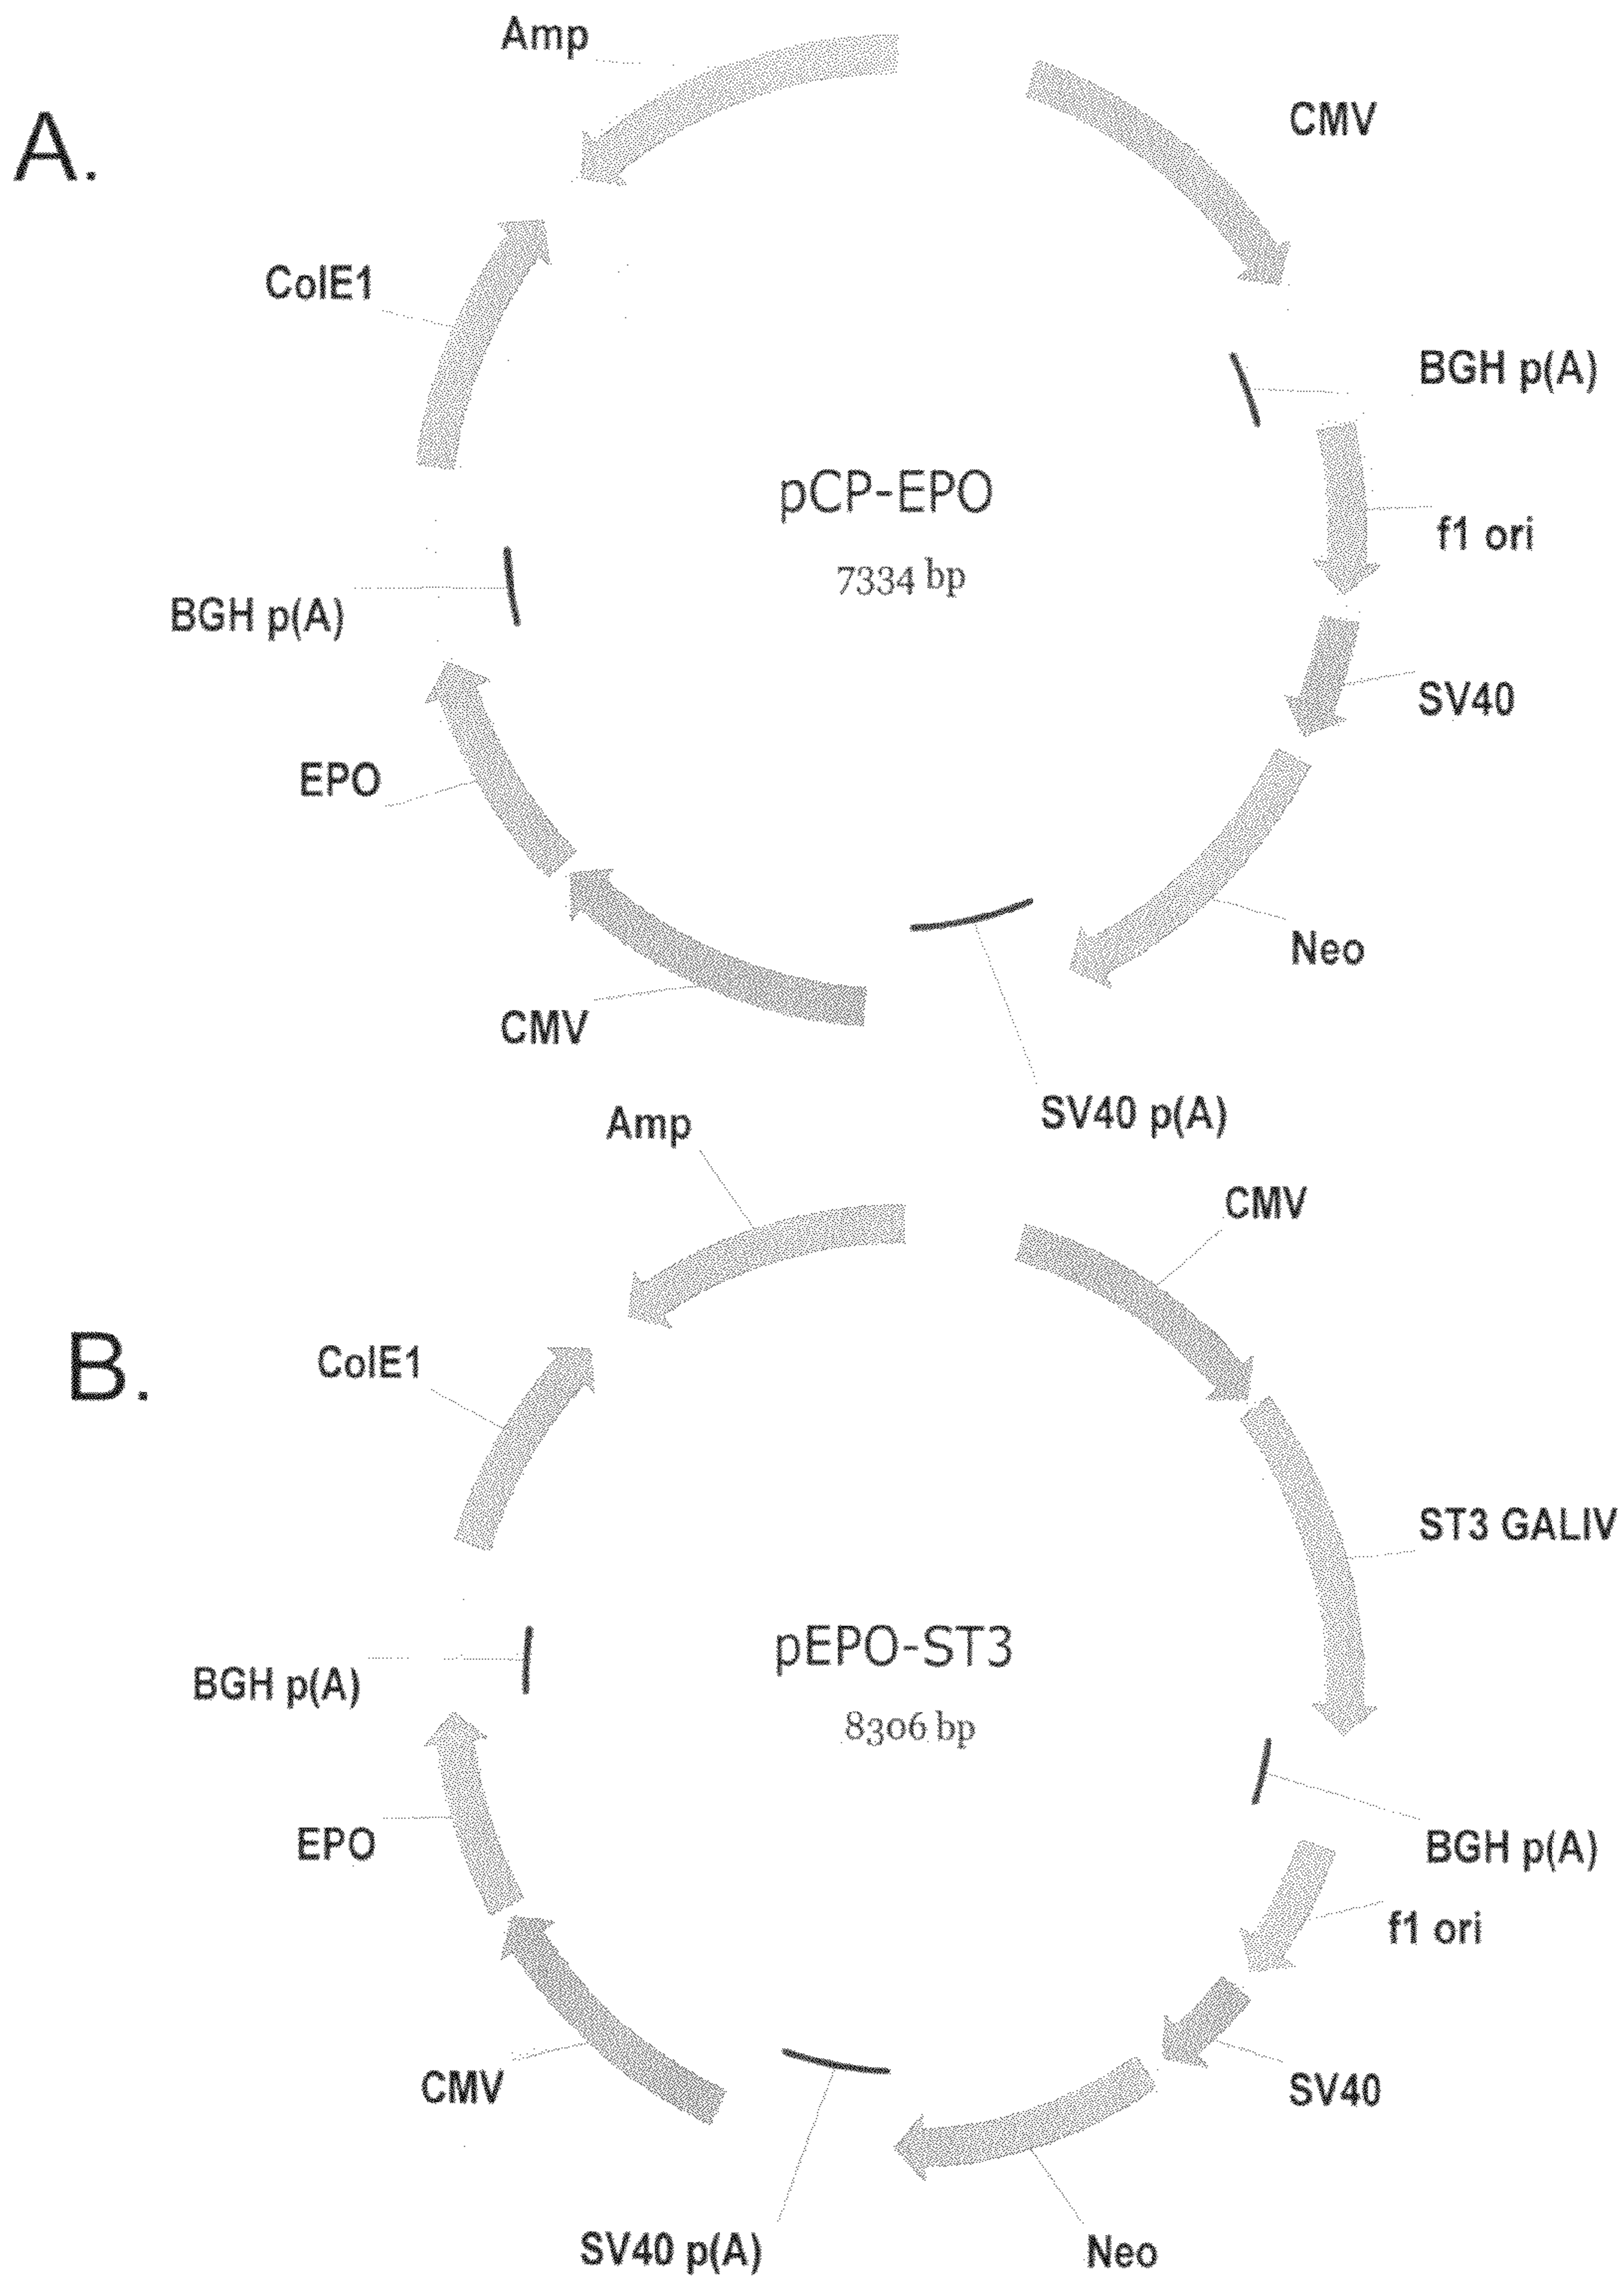 Amp
CMV
A.
ColE1
BGH p(A)
pCP-EPO
f1 ori
7334 bp
BGH p(A)
SV40
EPO
Neo
CMV
SV40 p(A)
Amp
CMV
B.
ColE1
ST3 GALIV
pEPO-ST3
BGH p(A)
8306 bp
EPO
BGH p(A)
f1 ori
CMV
SV40
SV40 p(A)
Neo